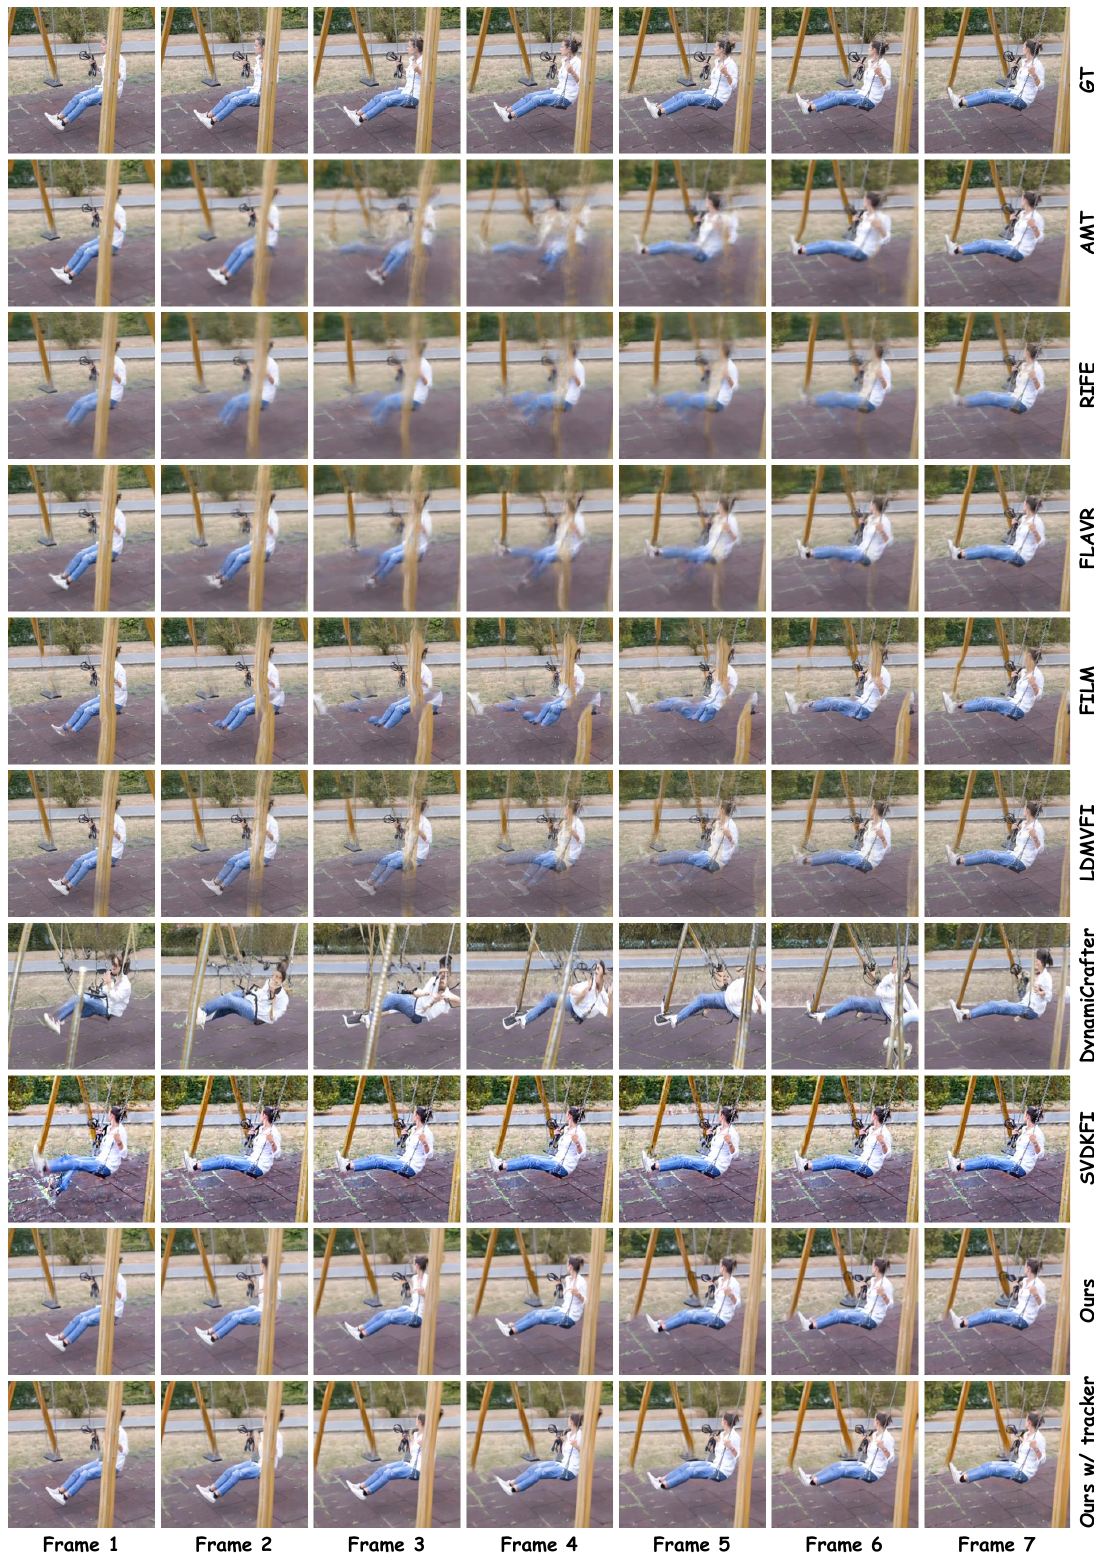 GT
AMT
RIFE
FLAVR
FILM
LDMVFI
DynamiCrafter
SVDKFI
Ours
Ours w/ tracker
Frame 1 Frame 2 Frame 3 Frame 4 Frame 5 Frame 6 Frame 7